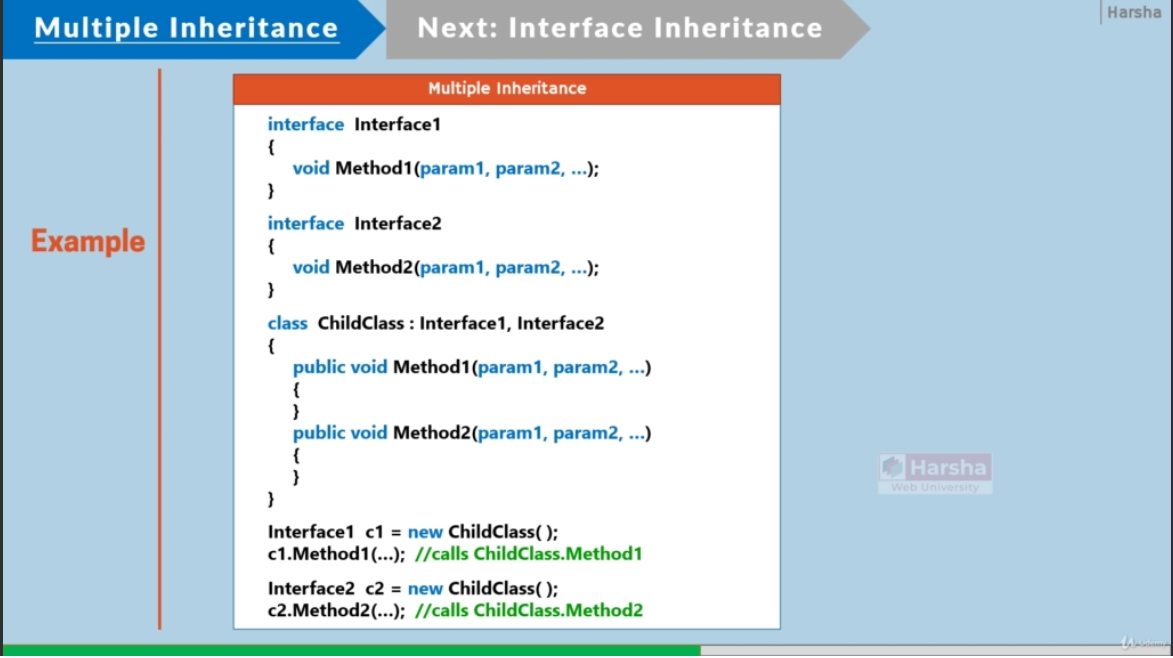 Multiple Inheritance
Next: Interface Inheritance
Harsha
Multiple Inheritance
interface Interface1
{
void Method1(param1, param2, ...);
}
interface Interface2
{
void Method2(param1, param2, ...);
}
Example
class ChildClass : Interface1, Interface2
{
public void Method1(param1, param2, ...)
{
}
public void Method2(param1, param2, ...)
{
}
}
Interface1 c1 = new ChildClass( );
c1.Method1(...); //calls ChildClass.Method1
Interface2 c2 = new ChildClass( );
c2.Method2(...); //calls ChildClass.Method2
Harsha
Web University
Udemy